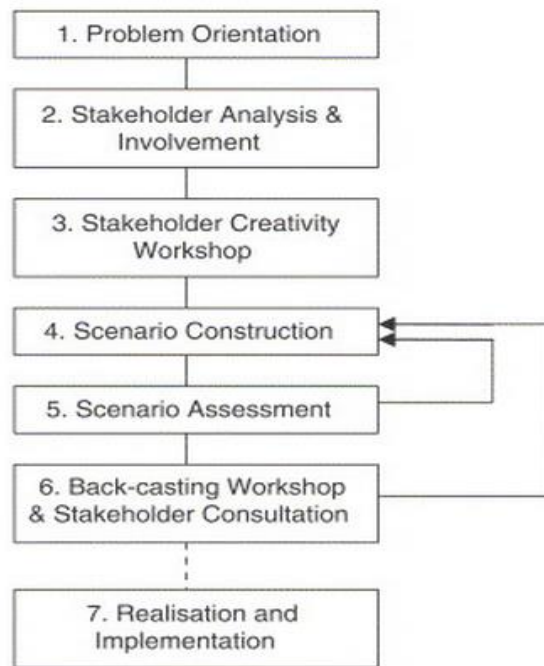 1. Problem Orientation
2. Stakeholder Analysis &
Involvement
3. Stakeholder Creativity
Workshop
4. Scenario Construction
5. Scenario Assessment
6. Back-casting Workshop
& Stakeholder Consultation
7. Realisation and
Implementation